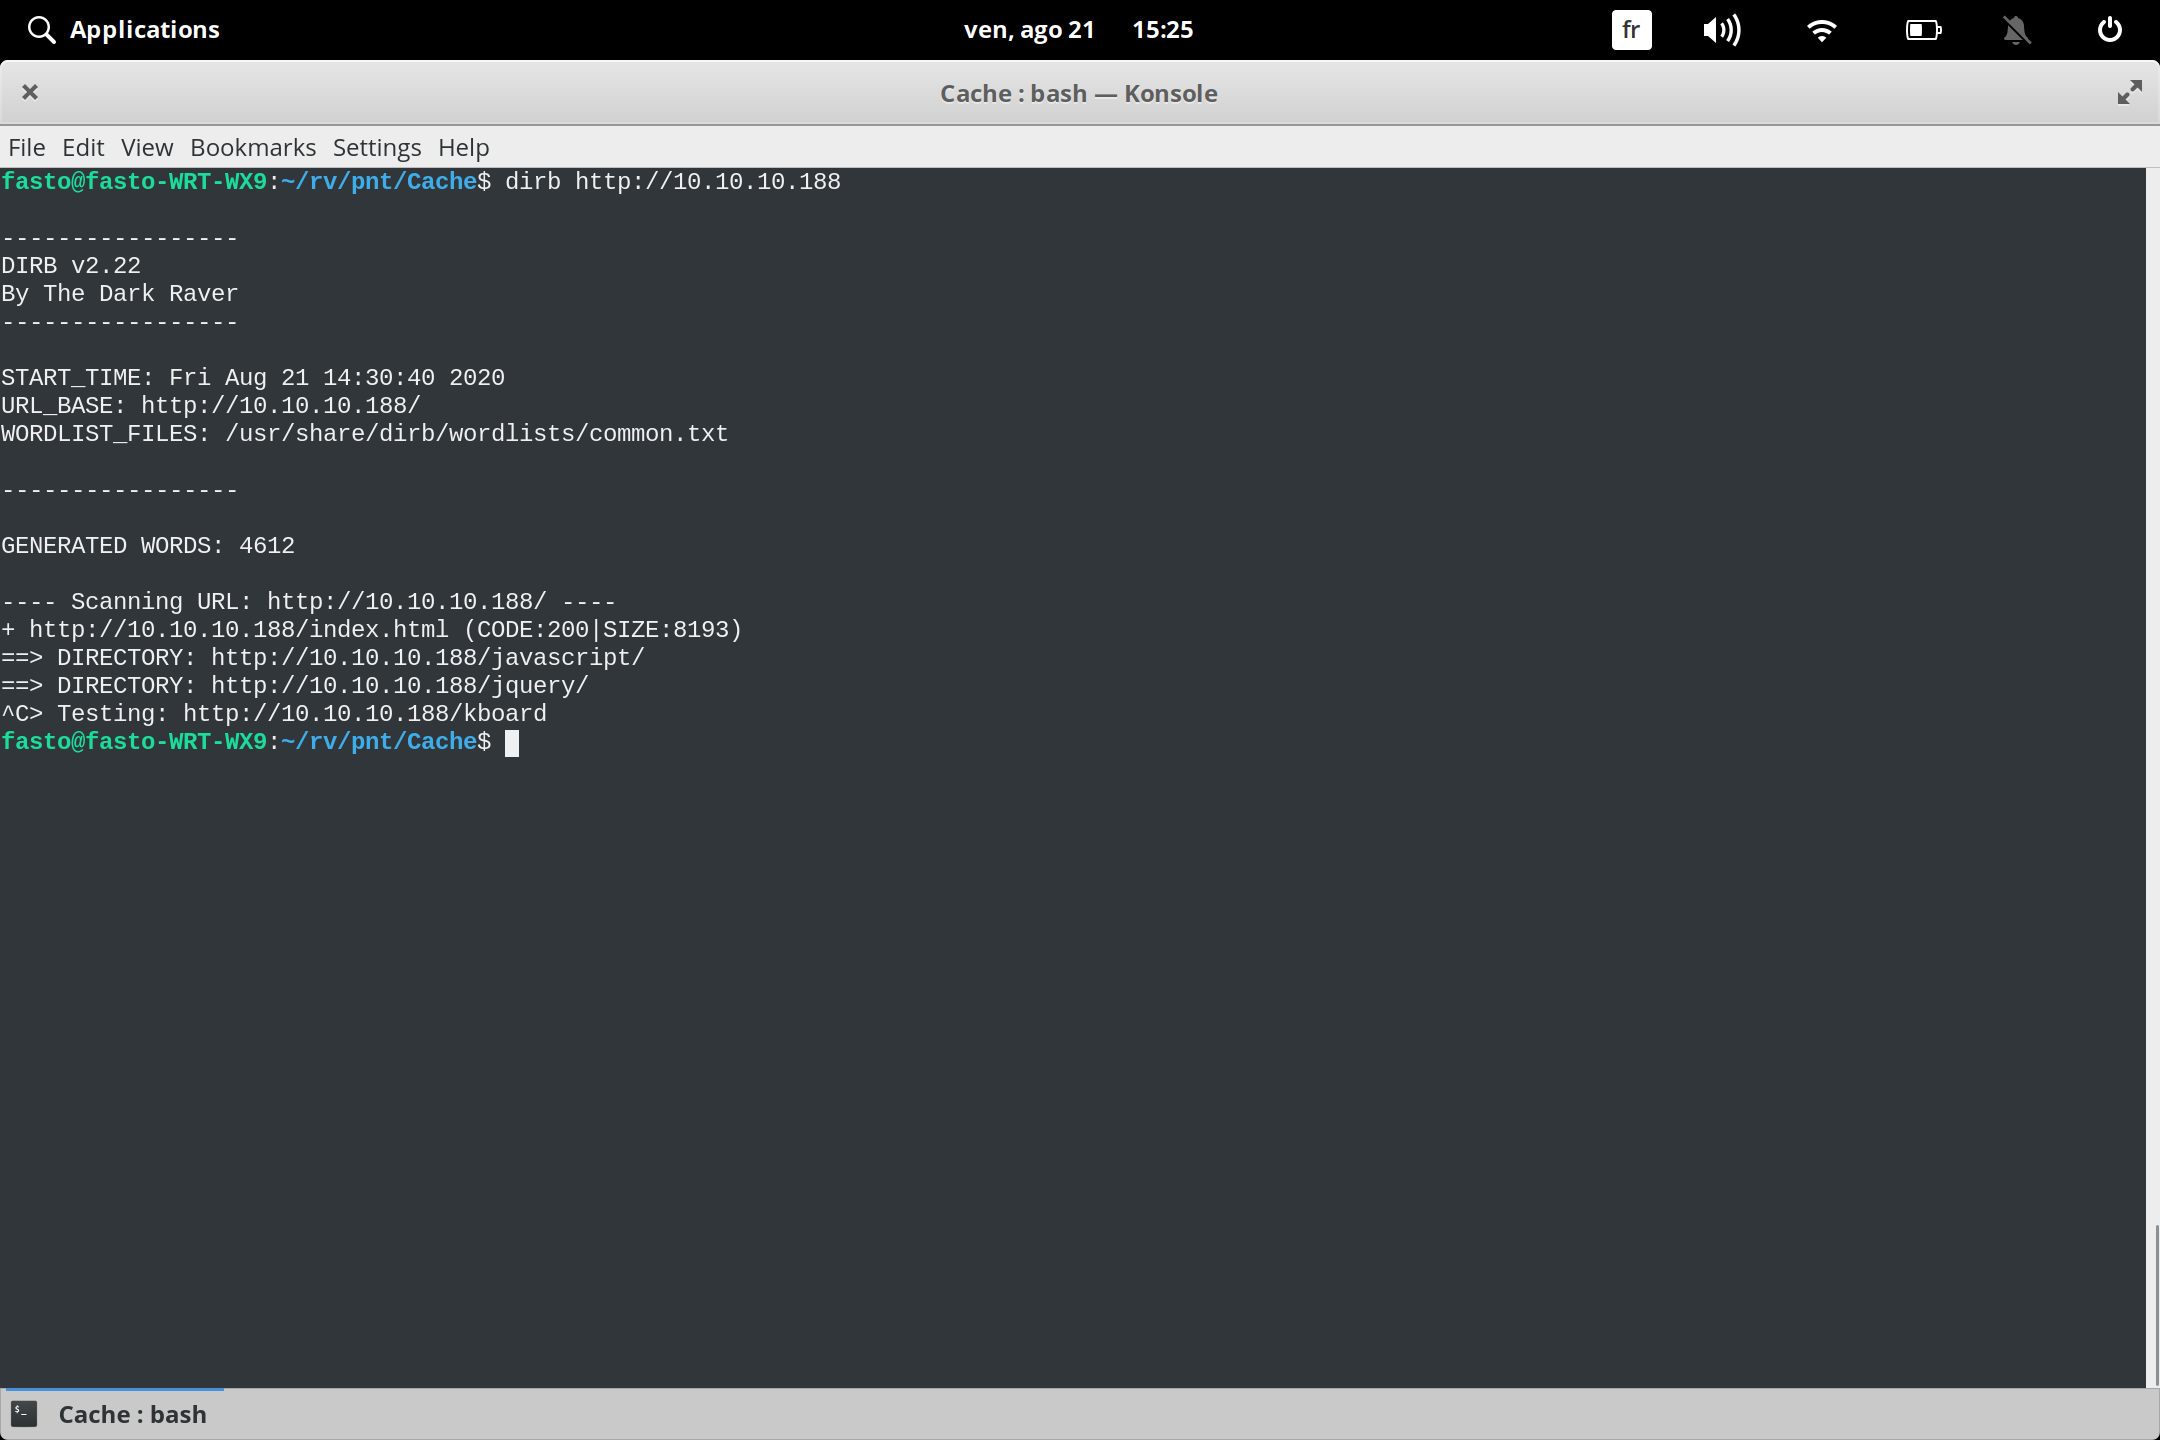 Applications ven, ago 21 15:25 fr
Cache : bash — Konsole
File Edit View Bookmarks Settings Help
fasto@fasto-WRT-WX9:~/rv/pnt/Cache$ dirb http://10.10.10.188
-----------------
DIRB v2.22
By The Dark Raver
-----------------
START_TIME: Fri Aug 21 14:30:40 2020
URL_BASE: http://10.10.10.188/
WORDLIST_FILES: /usr/share/dirb/wordlists/common.txt
-----------------
GENERATED WORDS: 4612
---- Scanning URL: http://10.10.10.188/ ----
+ http://10.10.10.188/index.html (CODE:200|SIZE:8193)
==> DIRECTORY: http://10.10.10.188/javascript/
==> DIRECTORY: http://10.10.10.188/jquery/
^C> Testing: http://10.10.10.188/kboard
fasto@fasto-WRT-WX9:~/rv/pnt/Cache$
Cache : bash